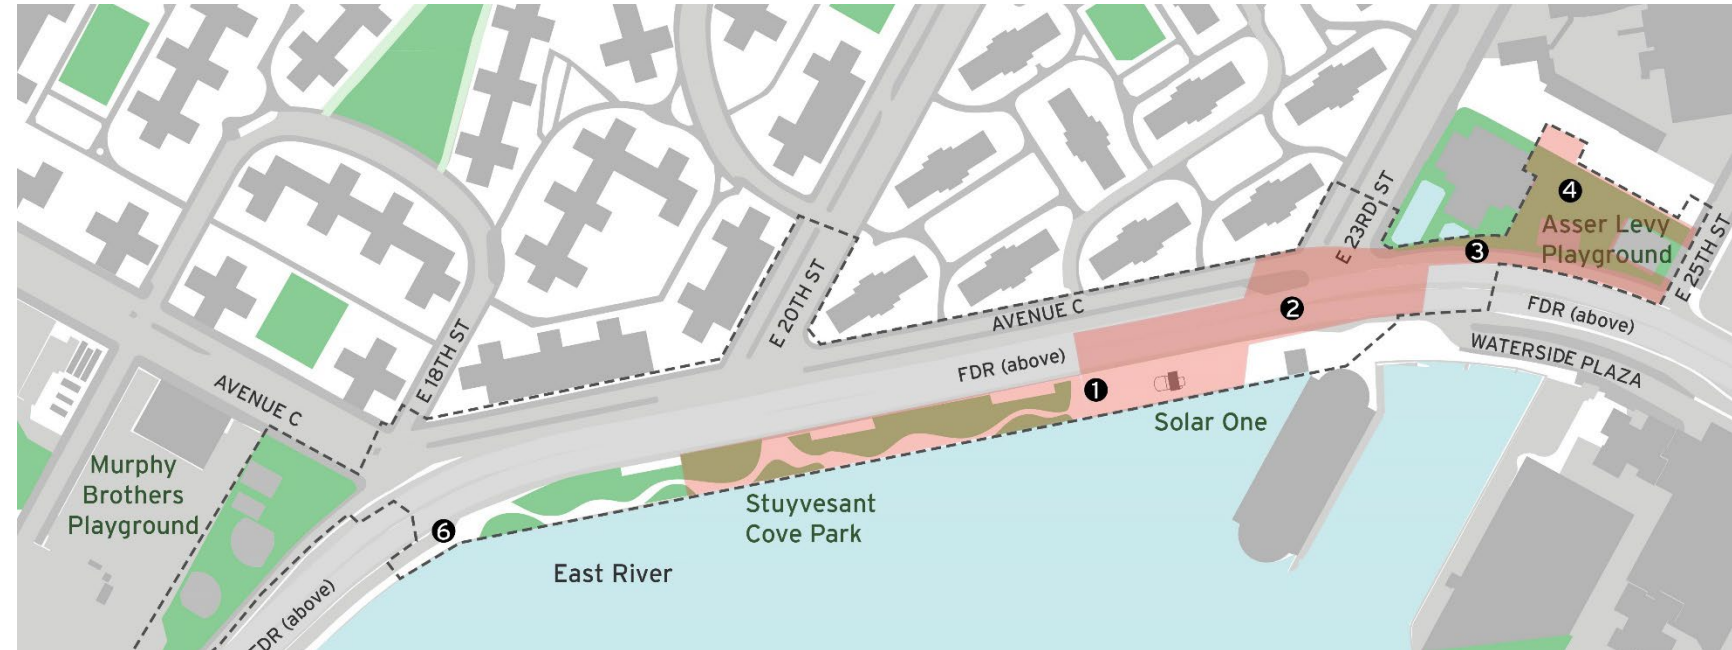 E 23RD ST
4
Asser Levy
Playground
3
E 25TH ST
E 20TH ST
AVENUE C
2
FDR (above)
WATERSIDE PLAZA
FDR (above)
1
E 18TH ST
AVENUE C
Solar One
Murphy
Brothers
Playground
Stuyvesant
Cove Park
6
East River
FDR (above)